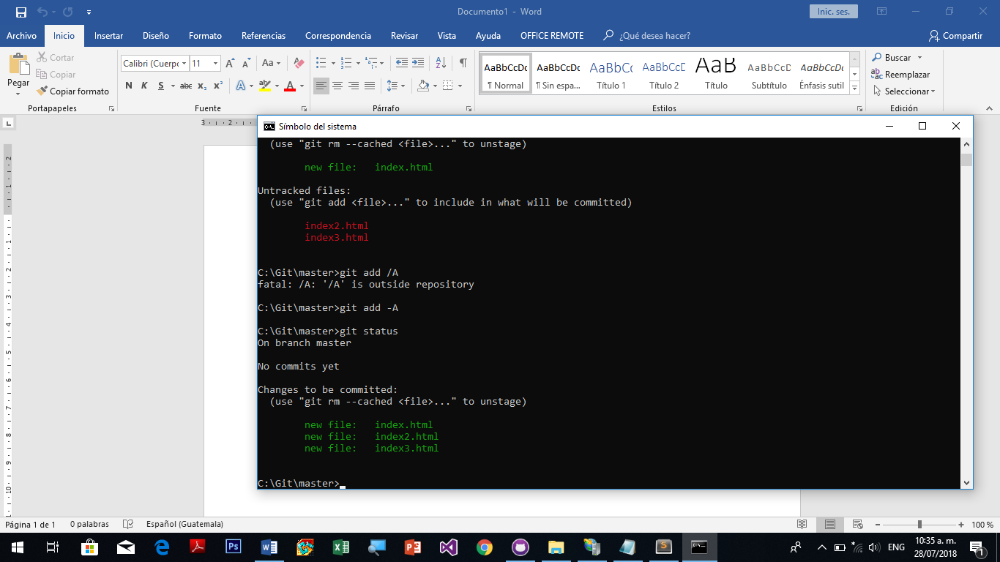 Documento1 - Word
Inic. ses.
Archivo Inicio Insertar Diseño Formato Referencias Correspondencia Revisar Vista Ayuda OFFICE REMOTE ¿Qué desea hacer? Compartir
Pegar
Cortar
Copiar
Copiar formato
Portapapeles
Calibri (Cuerpo 11
N K S abc x₂ x²
Fuente
Párrafo
AaBbCcDc AaBbCcDc AaBbCc AaBbCcD AaB AaBbCcD AaBbCcDc
¶ Normal ¶ Sin espa... Título 1 Título 2 Título Subtítulo Énfasis sutil
Estilos
Buscar
Reemplazar
Seleccionar
Edición
Símbolo del sistema
(use "git rm --cached <file>..." to unstage)
new file: index.html
Untracked files:
(use "git add <file>..." to include in what will be committed)
index2.html
index3.html
C:\Git\master>git add /A
fatal: /A: '/A' is outside repository
C:\Git\master>git add -A
C:\Git\master>git status
On branch master
No commits yet
Changes to be committed:
(use "git rm --cached <file>..." to unstage)
new file: index.html
new file: index2.html
new file: index3.html
C:\Git\master>
Página 1 de 1 0 palabras Español (Guatemala) 100 %
ENG
10:35 a. m.
28/07/2018